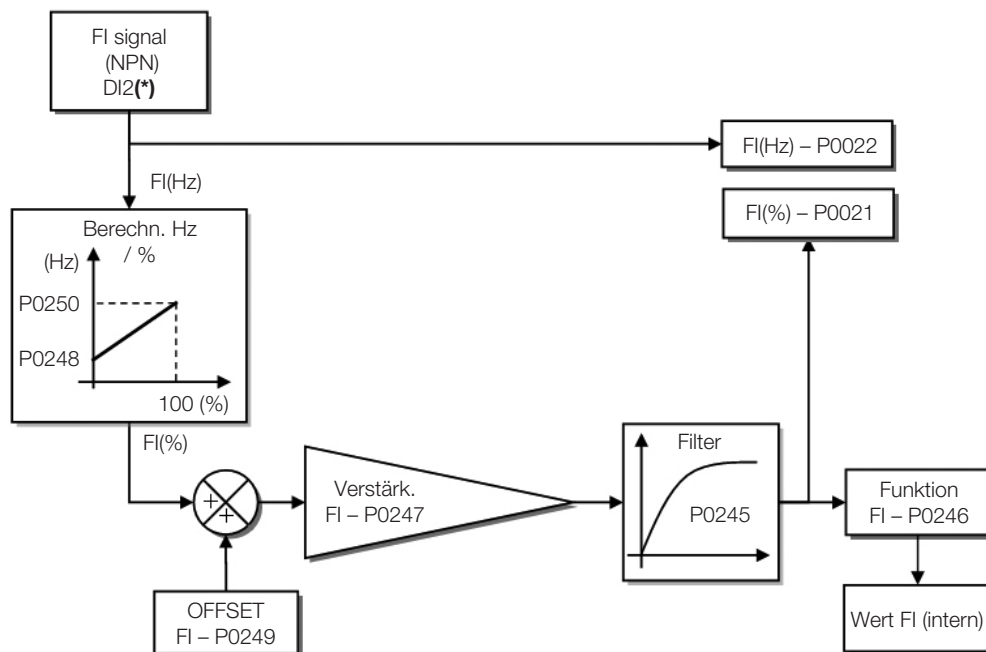 FI signal
(NPN)
DI2(*)
FI(Hz) – P0022
FI(Hz)
FI(%) – P0021
Berechn. Hz
/ %
(Hz)
P0250
P0248
100 (%)
FI(%)
Verstärk.
FI – P0247
Filter
P0245
Funktion
FI – P0246
OFFSET
FI – P0249
Wert FI (intern)